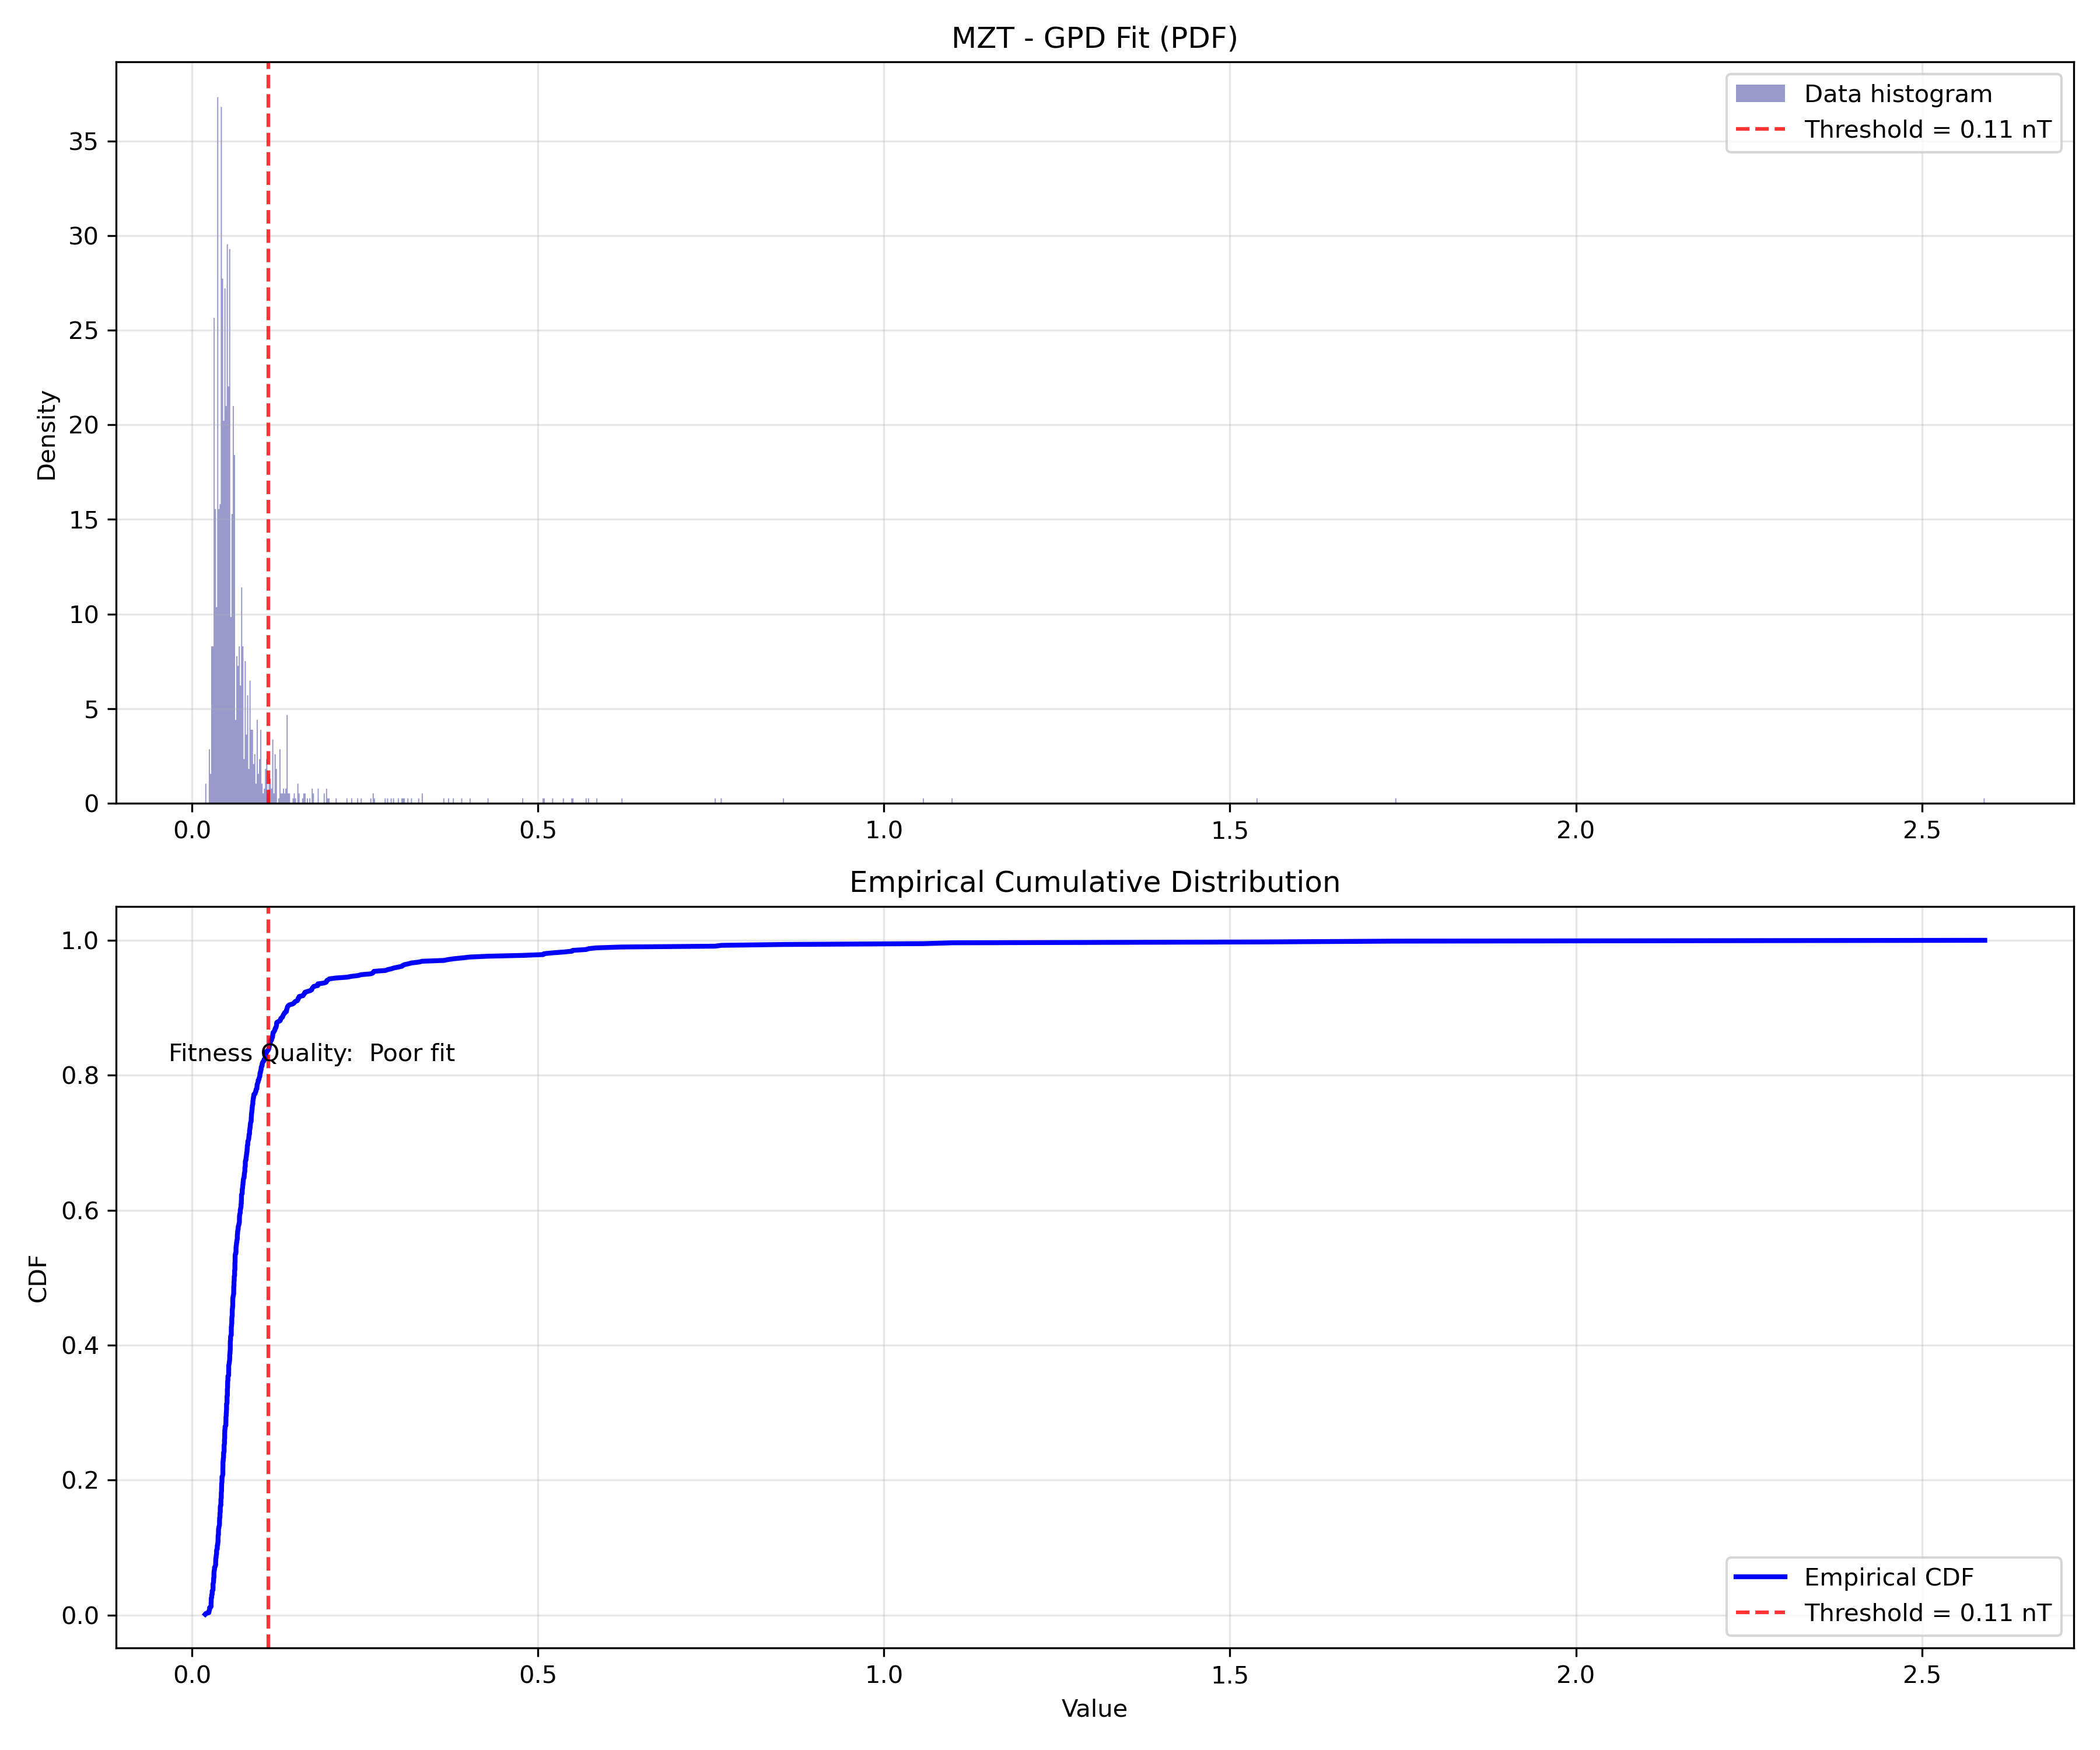 MZT - GPD Fit (PDF)
Data histogram
Threshold = 0.11 nT
Density
35
30
25
20
15
10
5
0
0.0 0.5 1.0 1.5 2.0 2.5
Empirical Cumulative Distribution
Fitness Quality: Poor fit
CDF
1.0
0.8
0.6
0.4
0.2
0.0
Empirical CDF
Threshold = 0.11 nT
0.0 0.5 1.0 1.5 2.0 2.5
Value